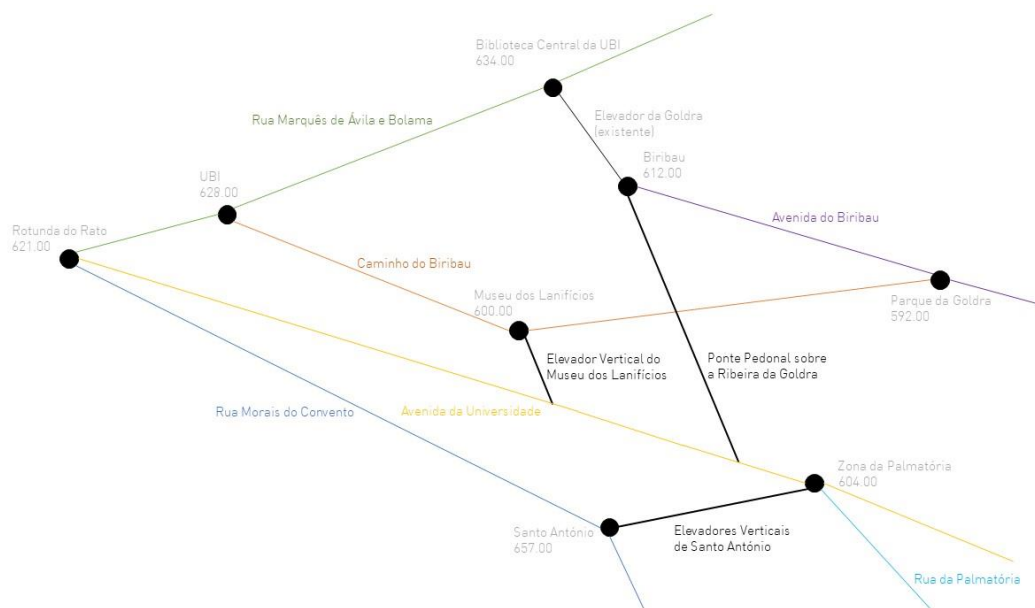 Biblioteca Central da UBI
634.00
Elevador da Goldra
(existente)
Rua Marquês de Ávila e Bolama
Biribau
612.00
UBI
628.00
Avenida do Biribau
Rotunda do Rato
621.00
Caminho do Biribau
Museu dos Lanifícios
600.00
Parque da Goldra
592.00
Elevador Vertical do
Museu dos Lanifícios
Ponte Pedonal sobre
a Ribeira da Goldra
Rua Morais do Convento
Avenida da Universidade
Zona da Palmatória
604.00
Santo António
657.00
Elevadores Verticais
de Santo António
Rua da Palmatória